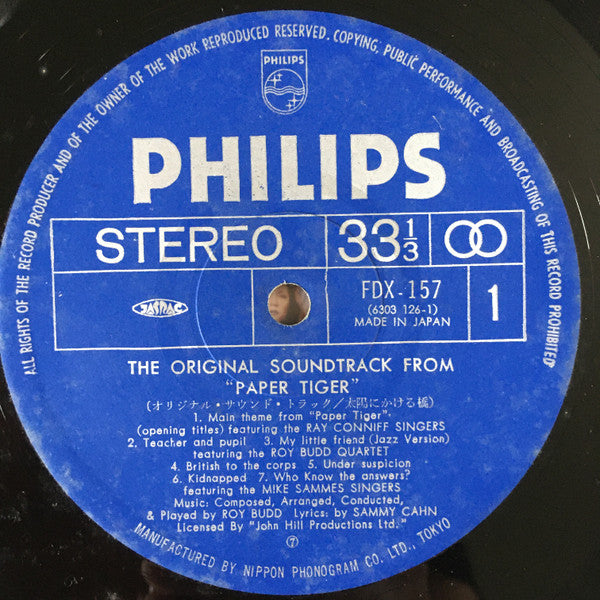 ALL RIGHTS OF THE RECORD PRODUCER AND OF THE OWNER OF THE WORK REPRODUCED RESERVED. COPYING, PUBLIC PERFORMANCE AND BROADCASTING OF THIS RECORD PROHIBITED
PHILIPS
PHILIPS
STEREO 33 1/3
JASRAC FDX-157 1
(6303 126-1)
MADE IN JAPAN
THE ORIGINAL SOUNDTRACK FROM
"PAPER TIGER"
(オリジナル・サウンド・トラック/太陽にかける橋)
1. Main theme from "Paper Tiger"
(opening titles) featuring the RAY CONNIFF SINGERS
2. Teacher and pupil 3. My little friend (Jazz Version)
featuring the ROY BUDD QUARTET
4. British to the corps 5. Under suspicion
6. Kidnapped 7. Who Know the answers?
featuring the MIKE SAMMES SINGERS
Music: Composed, Arranged, Conducted,
& Played by ROY BUDD Lyrics: by SAMMY CAHN
Licensed By "John Hill Productions Ltd."
⑦
MANUFACTURED BY NIPPON PHONOGRAM CO. LTD., TOKYO